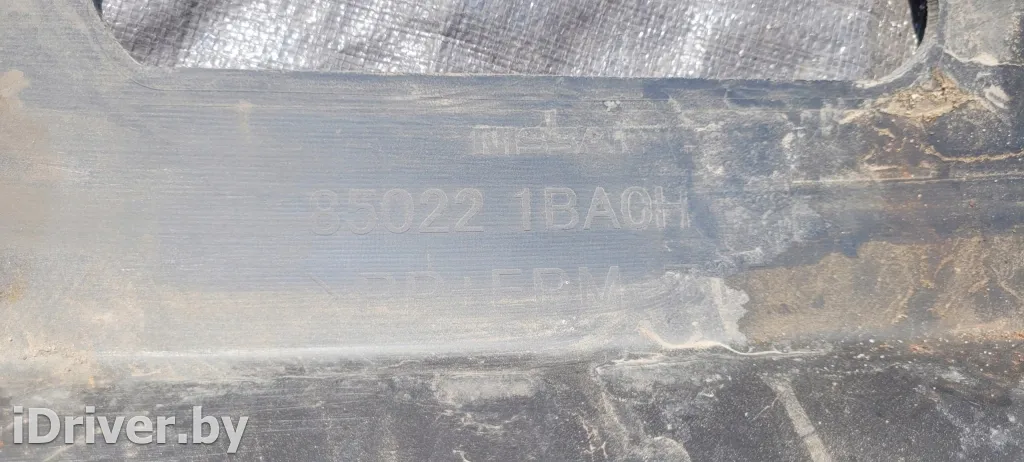 NISSAN
85022 1BA0H
iDriver.by